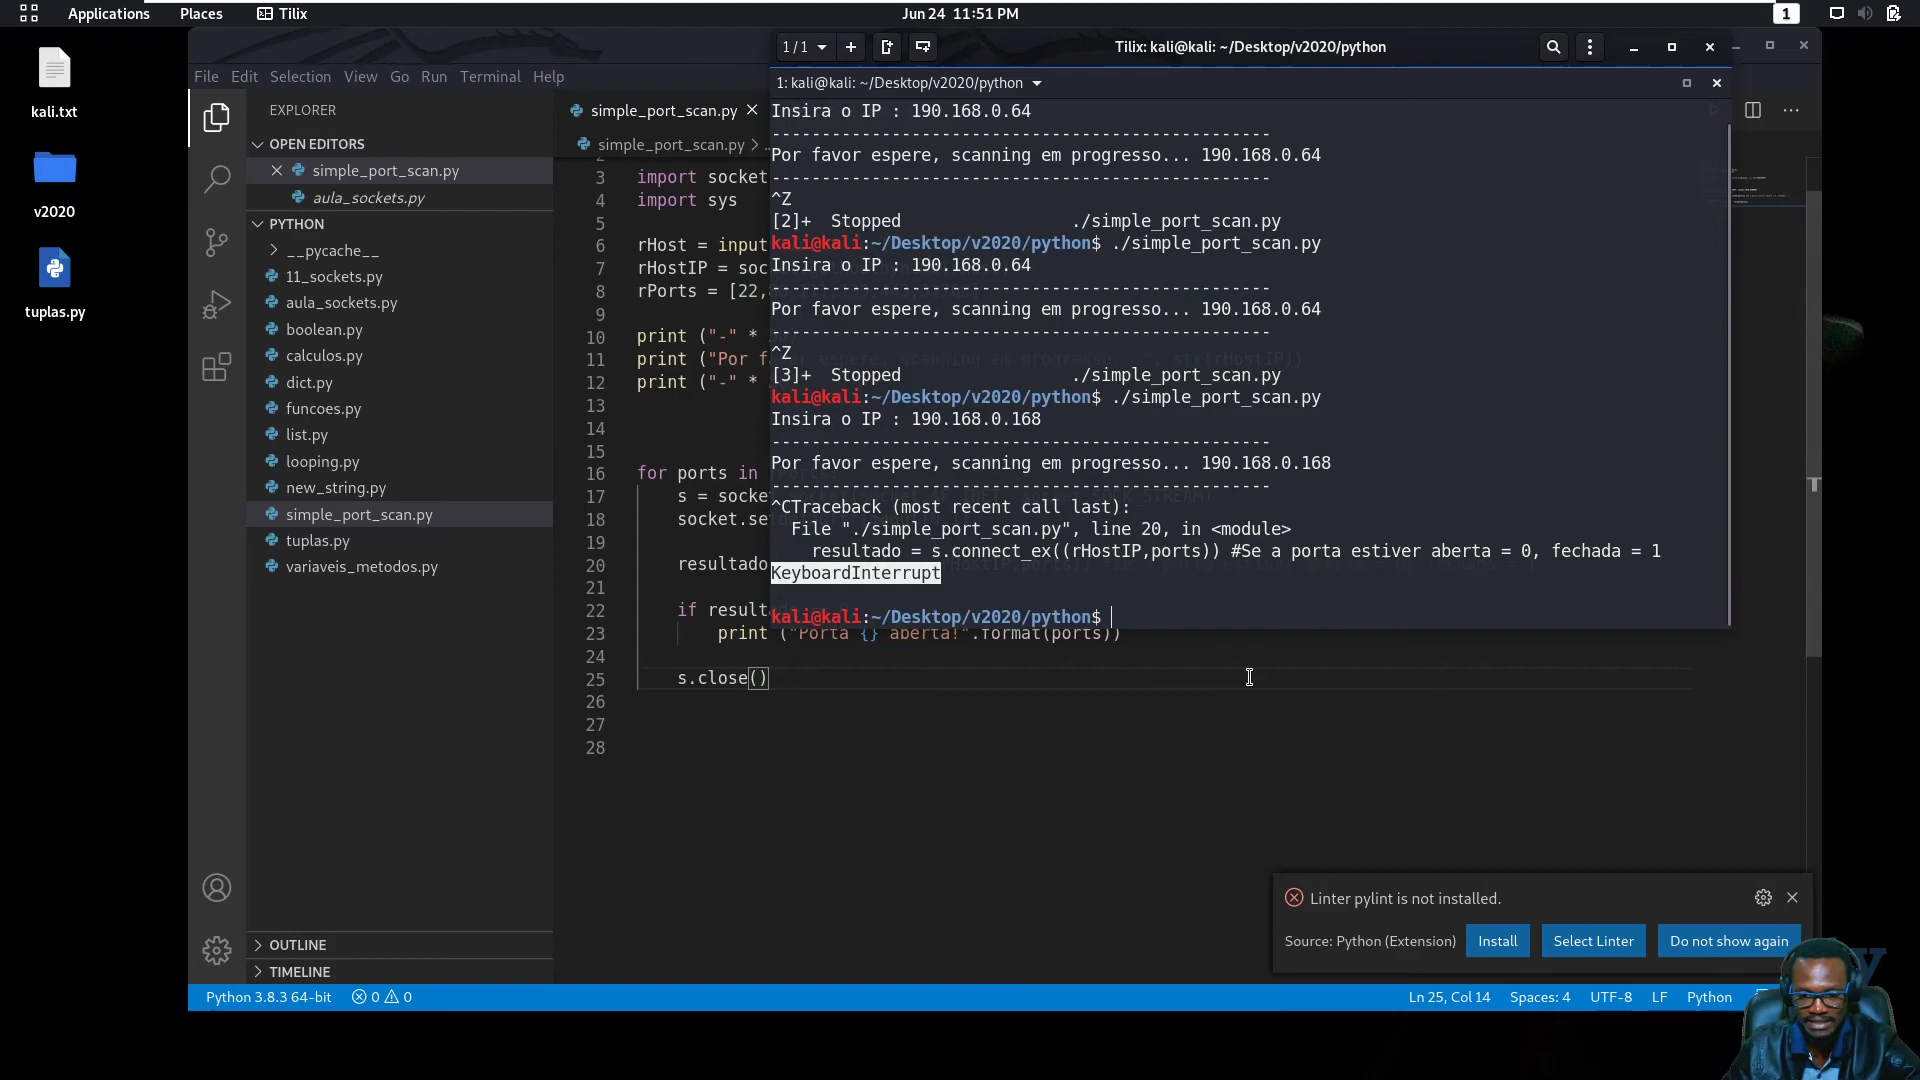 Applications Places Tilix Jun 24 11:51 PM 1
kali.txt
v2020
tuplas.py
File Edit Selection View Go Run Terminal Help
EXPLORER
OPEN EDITORS
simple_port_scan.py
aula_sockets.py
PYTHON
__pycache__
11_sockets.py
aula_sockets.py
boolean.py
calculos.py
dict.py
funcoes.py
list.py
looping.py
new_string.py
simple_port_scan.py
tuplas.py
variaveis_metodos.py
OUTLINE
TIMELINE
simple_port_scan.py
simple_port_scan.py > ..
2
3 import socket
4 import sys
5
6 rHost = input
7 rHostIP = soc
8 rPorts = [22,
9
10 print ("-" *
11 print ("Por favor espere, scanning em progresso...", str(rHostIP))
12 print ("-" *
13
14
15
16 for ports in
17 s = socket
18 socket.set
19
20 resultado
21
22 if result
23 print ("Porta {} aberta!".format(ports))
24
25 s.close()
26
27
28
1 / 1 Tilix: kali@kali: ~/Desktop/v2020/python
1: kali@kali: ~/Desktop/v2020/python
Insira o IP : 190.168.0.64
--------------------------------------------------
Por favor espere, scanning em progresso... 190.168.0.64
--------------------------------------------------
^Z
[2]+ Stopped ./simple_port_scan.py
kali@kali:~/Desktop/v2020/python$ ./simple_port_scan.py
Insira o IP : 190.168.0.64
--------------------------------------------------
Por favor espere, scanning em progresso... 190.168.0.64
--------------------------------------------------
^Z
[3]+ Stopped ./simple_port_scan.py
kali@kali:~/Desktop/v2020/python$ ./simple_port_scan.py
Insira o IP : 190.168.0.168
--------------------------------------------------
Por favor espere, scanning em progresso... 190.168.0.168
--------------------------------------------------
^CTraceback (most recent call last):
File "./simple_port_scan.py", line 20, in <module>
resultado = s.connect_ex((rHostIP,ports)) #Se a porta estiver aberta = 0, fechada = 1
KeyboardInterrupt
kali@kali:~/Desktop/v2020/python$
Linter pylint is not installed.
Source: Python (Extension) Install Select Linter Do not show again
Python 3.8.3 64-bit 0 0 Ln 25, Col 14 Spaces: 4 UTF-8 LF Python